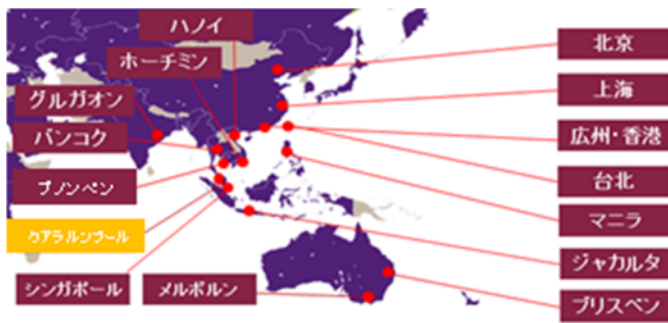 ハノイ
ホーチミン
グルガオン
バンコク
プノンペン
クアラルンプール
シンガポール
メルボルン
北京
上海
広州・香港
台北
マニラ
ジャカルタ
ブリスベン